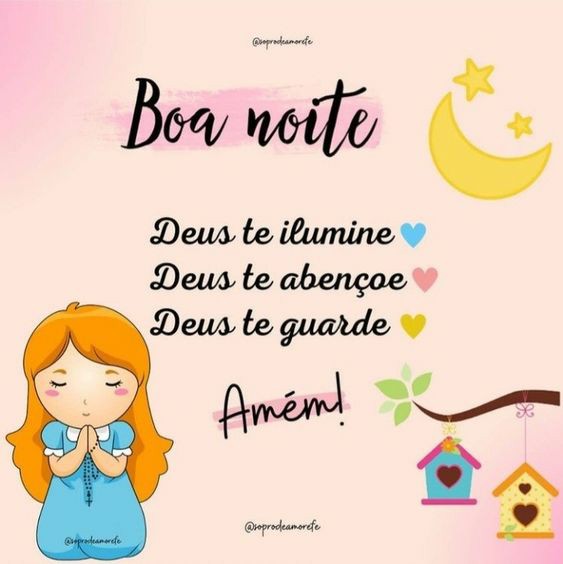 @soprodeamorefe
Boa noite
Deus te ilumine
Deus te abençoe
Deus te guarde
Amém!
@soprodeamorefe
@soprodeamorefe